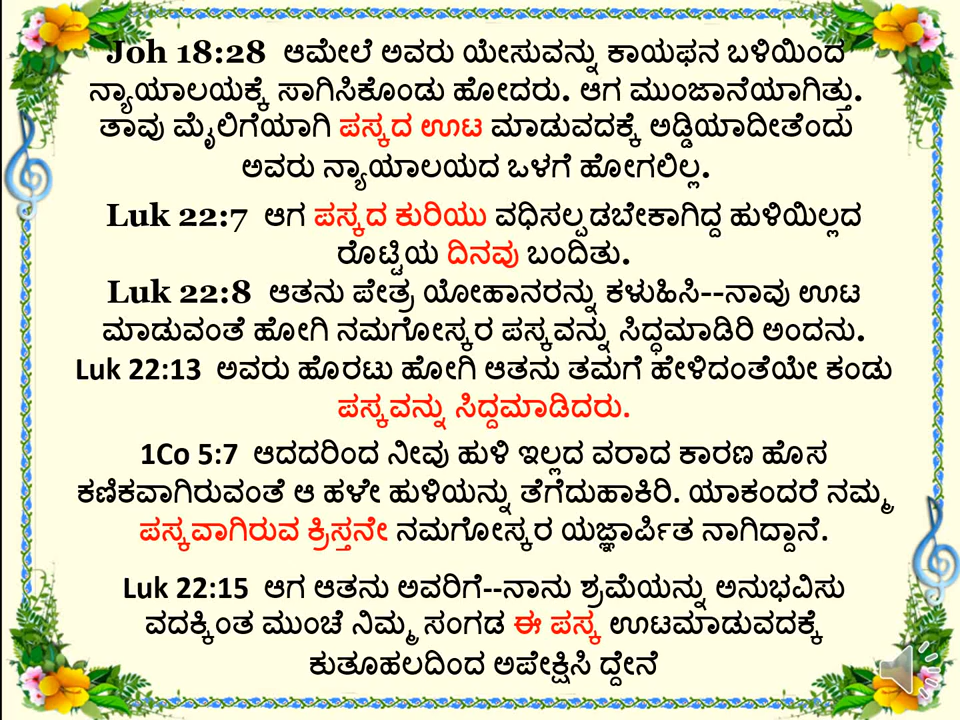 Joh 18:28 ಆಮೇಲೆ ಅವರು ಯೇಸುವನ್ನು ಕಾಯಫನ ಬಳಿಯಿಂದ
ನ್ಯಾಯಾಲಯಕ್ಕೆ ಸಾಗಿಸಿಕೊಂಡು ಹೋದರು. ಆಗ ಮುಂಜಾನೆಯಾಗಿತ್ತು.
ತಾವು ಮೈಲಿಗೆಯಾಗಿ ಪಸ್ಕದ ಊಟ ಮಾಡುವದಕ್ಕೆ ಅಡ್ಡಿಯಾದೀತೆಂದು
ಅವರು ನ್ಯಾಯಾಲಯದ ಒಳಗೆ ಹೋಗಲಿಲ್ಲ.
Luk 22:7 ಆಗ ಪಸ್ಕದ ಕುರಿಯು ವಧಿಸಲ್ಪಡಬೇಕಾಗಿದ್ದ ಹುಳಿಯಿಲ್ಲದ
ರೊಟ್ಟಿಯ ದಿನವು ಬಂದಿತು.
Luk 22:8 ಆತನು ಪೇತ್ರ ಯೋಹಾನರನ್ನು ಕಳುಹಿಸಿ--ನಾವು ಊಟ
ಮಾಡುವಂತೆ ಹೋಗಿ ನಮಗೋಸ್ಕರ ಪಸ್ಕವನ್ನು ಸಿದ್ಧಮಾಡಿರಿ ಅಂದನು.
Luk 22:13 ಅವರು ಹೊರಟು ಹೋಗಿ ಆತನು ತಮಗೆ ಹೇಳಿದಂತೆಯೇ ಕಂಡು
ಪಸ್ಕವನ್ನು ಸಿದ್ದಮಾಡಿದರು.
1Co 5:7 ಆದದರಿಂದ ನೀವು ಹುಳಿ ಇಲ್ಲದ ವರಾದ ಕಾರಣ ಹೊಸ
ಕಣಿಕವಾಗಿರುವಂತೆ ಆ ಹಳೇ ಹುಳಿಯನ್ನು ತೆಗೆದುಹಾಕಿರಿ. ಯಾಕಂದರೆ ನಮ್ಮ
ಪಸ್ಕವಾಗಿರುವ ಕ್ರಿಸ್ತನೇ ನಮಗೋಸ್ಕರ ಯಜ್ಞಾರ್ಪಿತ ನಾಗಿದ್ದಾನೆ.
Luk 22:15 ಆಗ ಆತನು ಅವರಿಗೆ--ನಾನು ಶ್ರಮೆಯನ್ನು ಅನುಭವಿಸು
ವದಕ್ಕಿಂತ ಮುಂಚೆ ನಿಮ್ಮ ಸಂಗಡ ಈ ಪಸ್ಕ ಊಟಮಾಡುವದಕ್ಕೆ
ಕುತೂಹಲದಿಂದ ಅಪೇಕ್ಷಿಸಿ ದ್ದೇನೆ